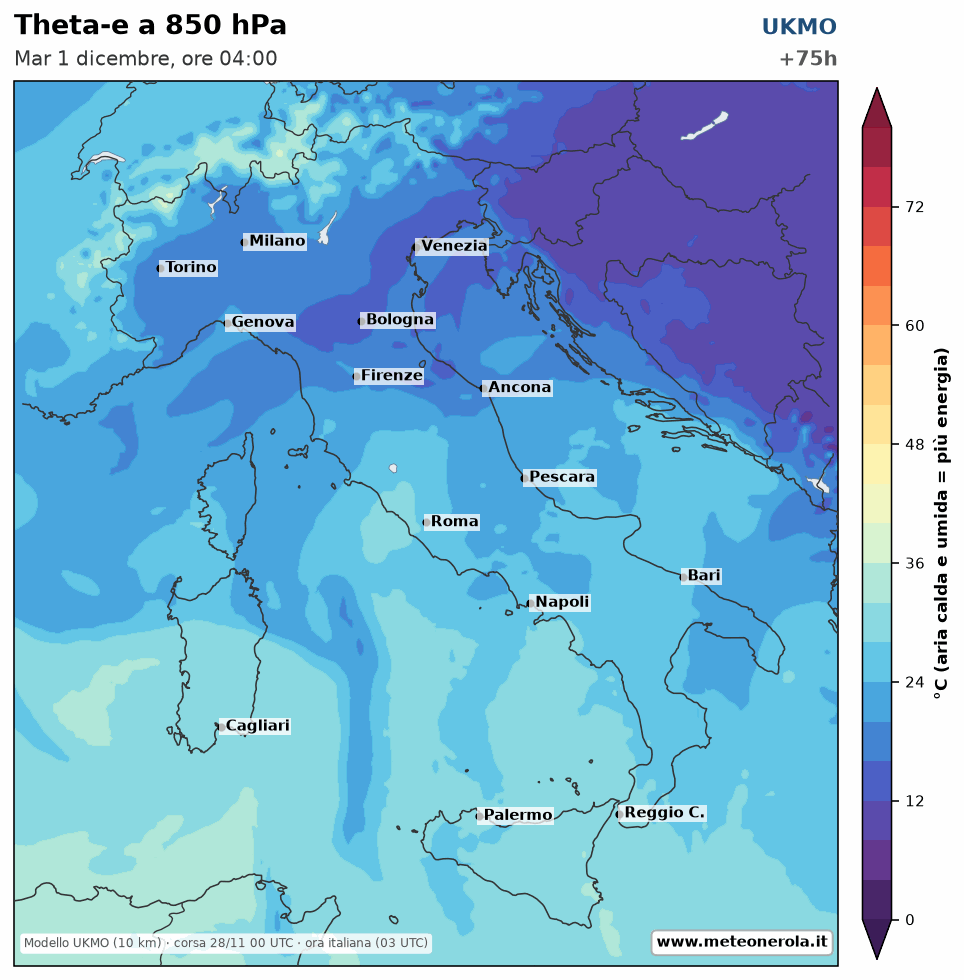 Theta-e a 850 hPa
UKMO
Mar 1 dicembre, ore 04:00
+75h
Milano
Venezia
Torino
Genova
Bologna
Firenze
Ancona
Pescara
Roma
Bari
Napoli
Cagliari
Palermo
Reggio C.
72
60
48
36
24
12
0
°C (aria calda e umida = più energia)
Modello UKMO (10 km) · corsa 28/11 00 UTC · ora italiana (03 UTC)
www.meteonerola.it